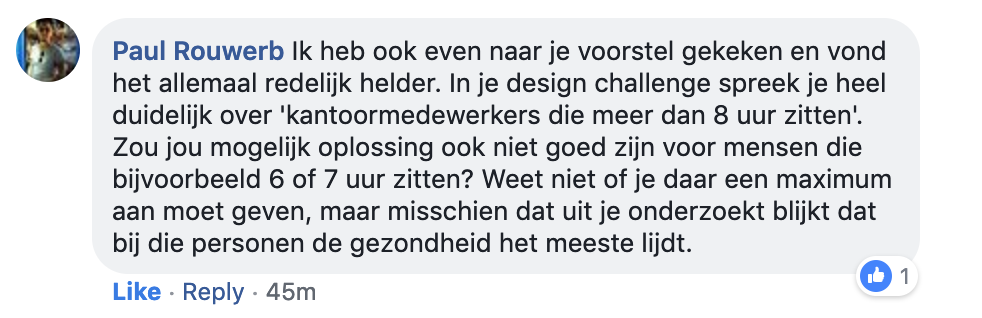 Paul Rouwerb Ik heb ook even naar je voorstel gekeken en vond
het allemaal redelijk helder. In je design challenge spreek je heel
duidelijk over 'kantoormedewerkers die meer dan 8 uur zitten'.
Zou jou mogelijk oplossing ook niet goed zijn voor mensen die
bijvoorbeeld 6 of 7 uur zitten? Weet niet of je daar een maximum
aan moet geven, maar misschien dat uit je onderzoekt blijkt dat
bij die personen de gezondheid het meeste lijdt.
1
Like · Reply · 45m